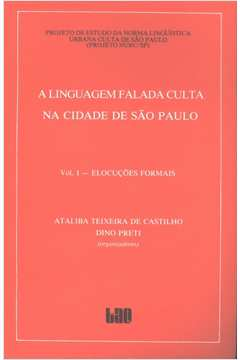 PROJETO DE ESTUDO DA NORMA LINGÜÍSTICA
URBANA CULTA DE SÃO PAULO
(PROJETO NURC/SP)
A LINGUAGEM FALADA CULTA
NA CIDADE DE SÃO PAULO
Vol. I — ELOCUÇÕES FORMAIS
ATALIBA TEIXEIRA DE CASTILHO
DINO PRETI
(organizadores)
taq